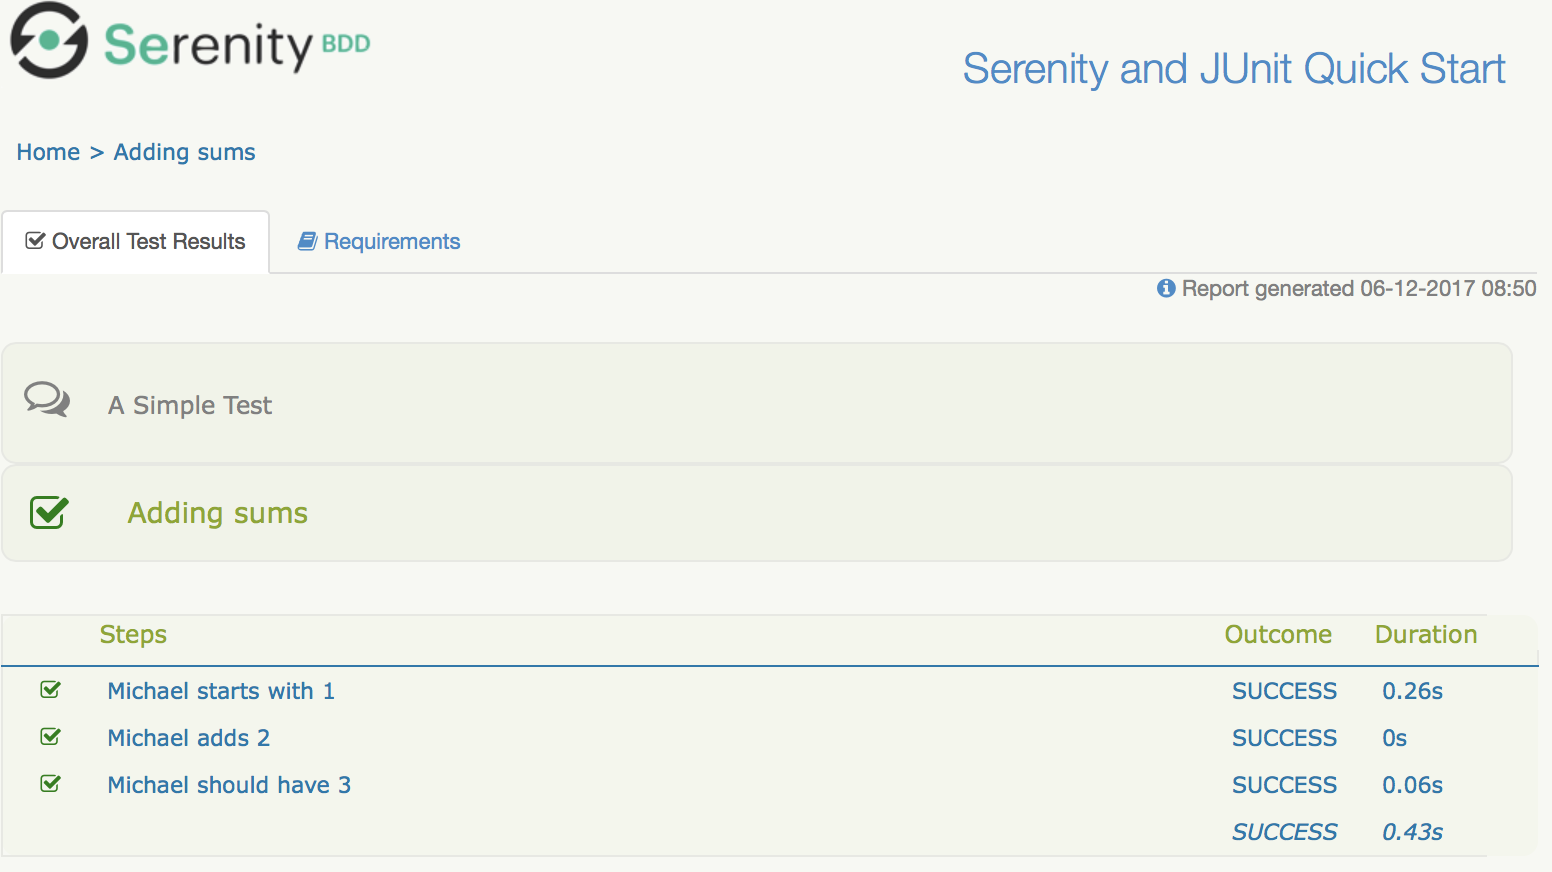 Serenity BDD
Serenity and JUnit Quick Start
Home > Adding sums
Overall Test Results
Requirements
Report generated 06-12-2017 08:50
A Simple Test
Adding sums
Steps Outcome Duration
Michael starts with 1 SUCCESS 0.26s
Michael adds 2 SUCCESS 0s
Michael should have 3 SUCCESS 0.06s
SUCCESS 0.43s